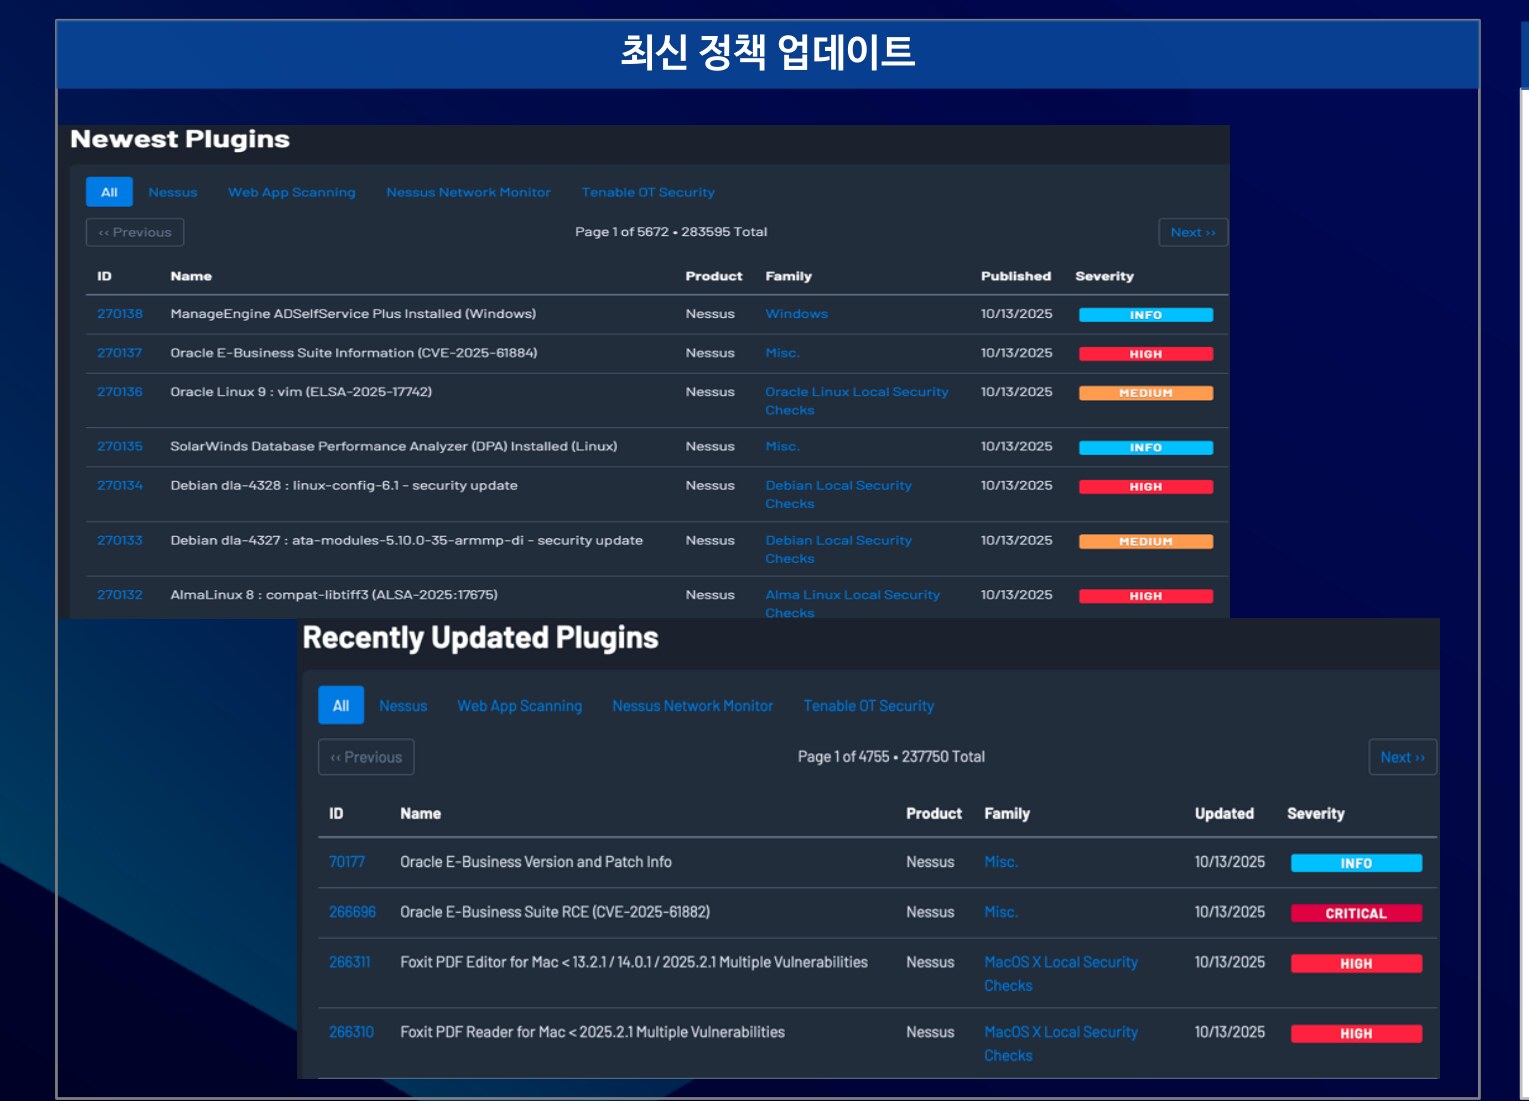 최신 정책 업데이트
Newest Plugins
All Nessus Web App Scanning Nessus Network Monitor Tenable OT Security
‹‹ Previous Page 1 of 5672 • 283595 Total Next ››
ID Name Product Family Published Severity
270138 ManageEngine ADSelfService Plus Installed (Windows) Nessus Windows 10/13/2025 INFO
270137 Oracle E-Business Suite Information (CVE-2025-61884) Nessus Misc. 10/13/2025 HIGH
270136 Oracle Linux 9 : vim (ELSA-2025-17742) Nessus Oracle Linux Local Security 10/13/2025 MEDIUM
Checks
270135 SolarWinds Database Performance Analyzer (DPA) Installed (Linux) Nessus Misc. 10/13/2025 INFO
270134 Debian dla-4328 : linux-config-6.1 - security update Nessus Debian Local Security 10/13/2025 HIGH
Checks
270133 Debian dla-4327 : ata-modules-5.10.0-35-armmp-di - security update Nessus Debian Local Security 10/13/2025 MEDIUM
Checks
270132 AlmaLinux 8 : compat-libtiff3 (ALSA-2025:17675) Nessus Alma Linux Local Security 10/13/2025 HIGH
Checks
Recently Updated Plugins
All Nessus Web App Scanning Nessus Network Monitor Tenable OT Security
‹‹ Previous Page 1 of 4755 • 237750 Total Next ››
ID Name Product Family Updated Severity
70177 Oracle E-Business Version and Patch Info Nessus Misc. 10/13/2025 INFO
266696 Oracle E-Business Suite RCE (CVE-2025-61882) Nessus Misc. 10/13/2025 CRITICAL
266311 Foxit PDF Editor for Mac < 13.2.1 / 14.0.1 / 2025.2.1 Multiple Vulnerabilities Nessus MacOS X Local Security 10/13/2025 HIGH
Checks
266310 Foxit PDF Reader for Mac < 2025.2.1 Multiple Vulnerabilities Nessus MacOS X Local Security 10/13/2025 HIGH
Checks